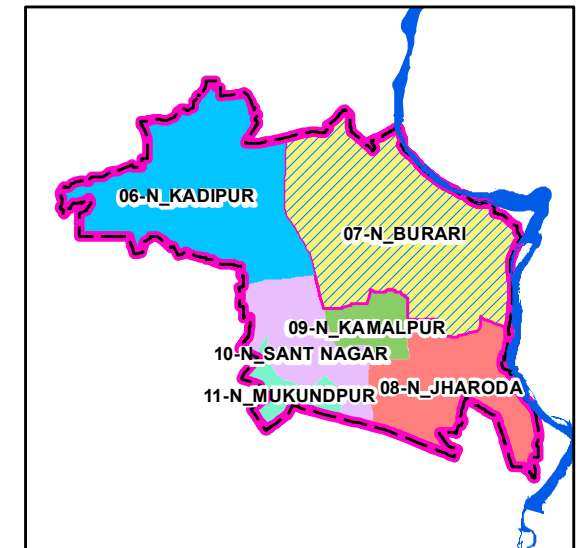 06-N_KADIPUR
07-N_BURARI
09-N_KAMALPUR
10-N_SANT NAGAR
08-N_JHARODA
11-N_MUKUNDPUR